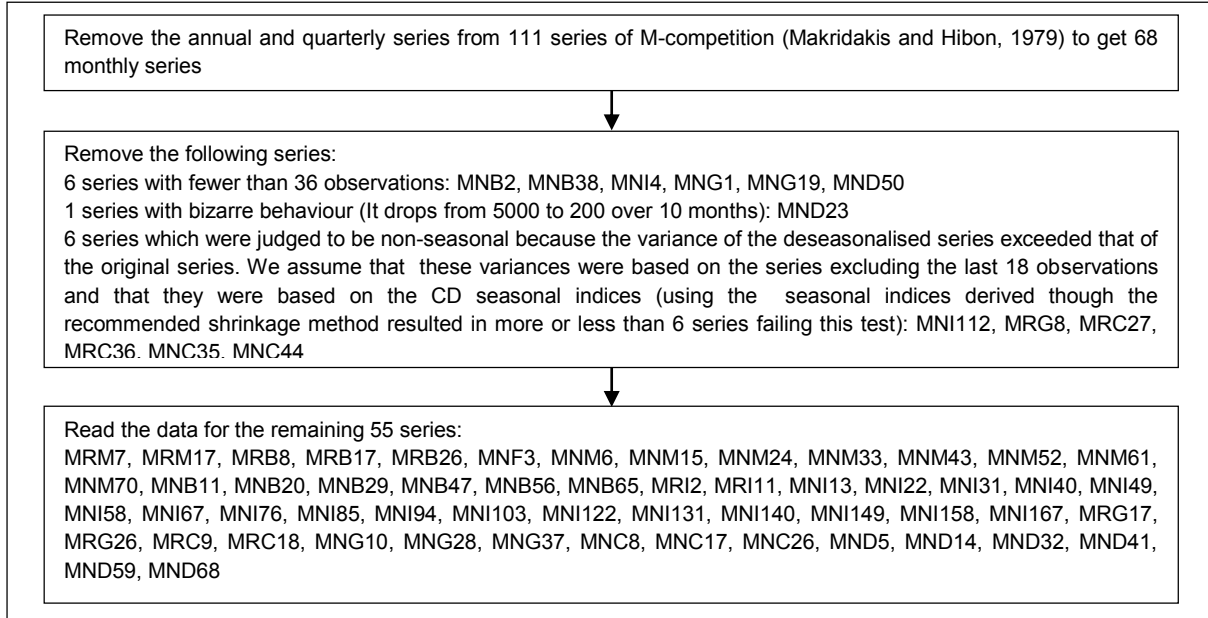 Remove the annual and quarterly series from 111 series of M-competition (Makridakis and Hibon, 1979) to get 68
monthly series
Remove the following series:
6 series with fewer than 36 observations: MNB2, MNB38, MNI4, MNG1, MNG19, MND50
1 series with bizarre behaviour (It drops from 5000 to 200 over 10 months): MND23
6 series which were judged to be non-seasonal because the variance of the deseasonalised series exceeded that of
the original series. We assume that these variances were based on the series excluding the last 18 observations
and that they were based on the CD seasonal indices (using the seasonal indices derived though the
recommended shrinkage method resulted in more or less than 6 series failing this test): MNI112, MRG8, MRC27,
MRC36, MNC35, MNC44
Read the data for the remaining 55 series:
MRM7, MRM17, MRB8, MRB17, MRB26, MNF3, MNM6, MNM15, MNM24, MNM33, MNM43, MNM52, MNM61,
MNM70, MNB11, MNB20, MNB29, MNB47, MNB56, MNB65, MRI2, MRI11, MNI13, MNI22, MNI31, MNI40, MNI49,
MNI58, MNI67, MNI76, MNI85, MNI94, MNI103, MNI122, MNI131, MNI140, MNI149, MNI158, MNI167, MRG17,
MRG26, MRC9, MRC18, MNG10, MNG28, MNG37, MNC8, MNC17, MNC26, MND5, MND14, MND32, MND41,
MND59, MND68